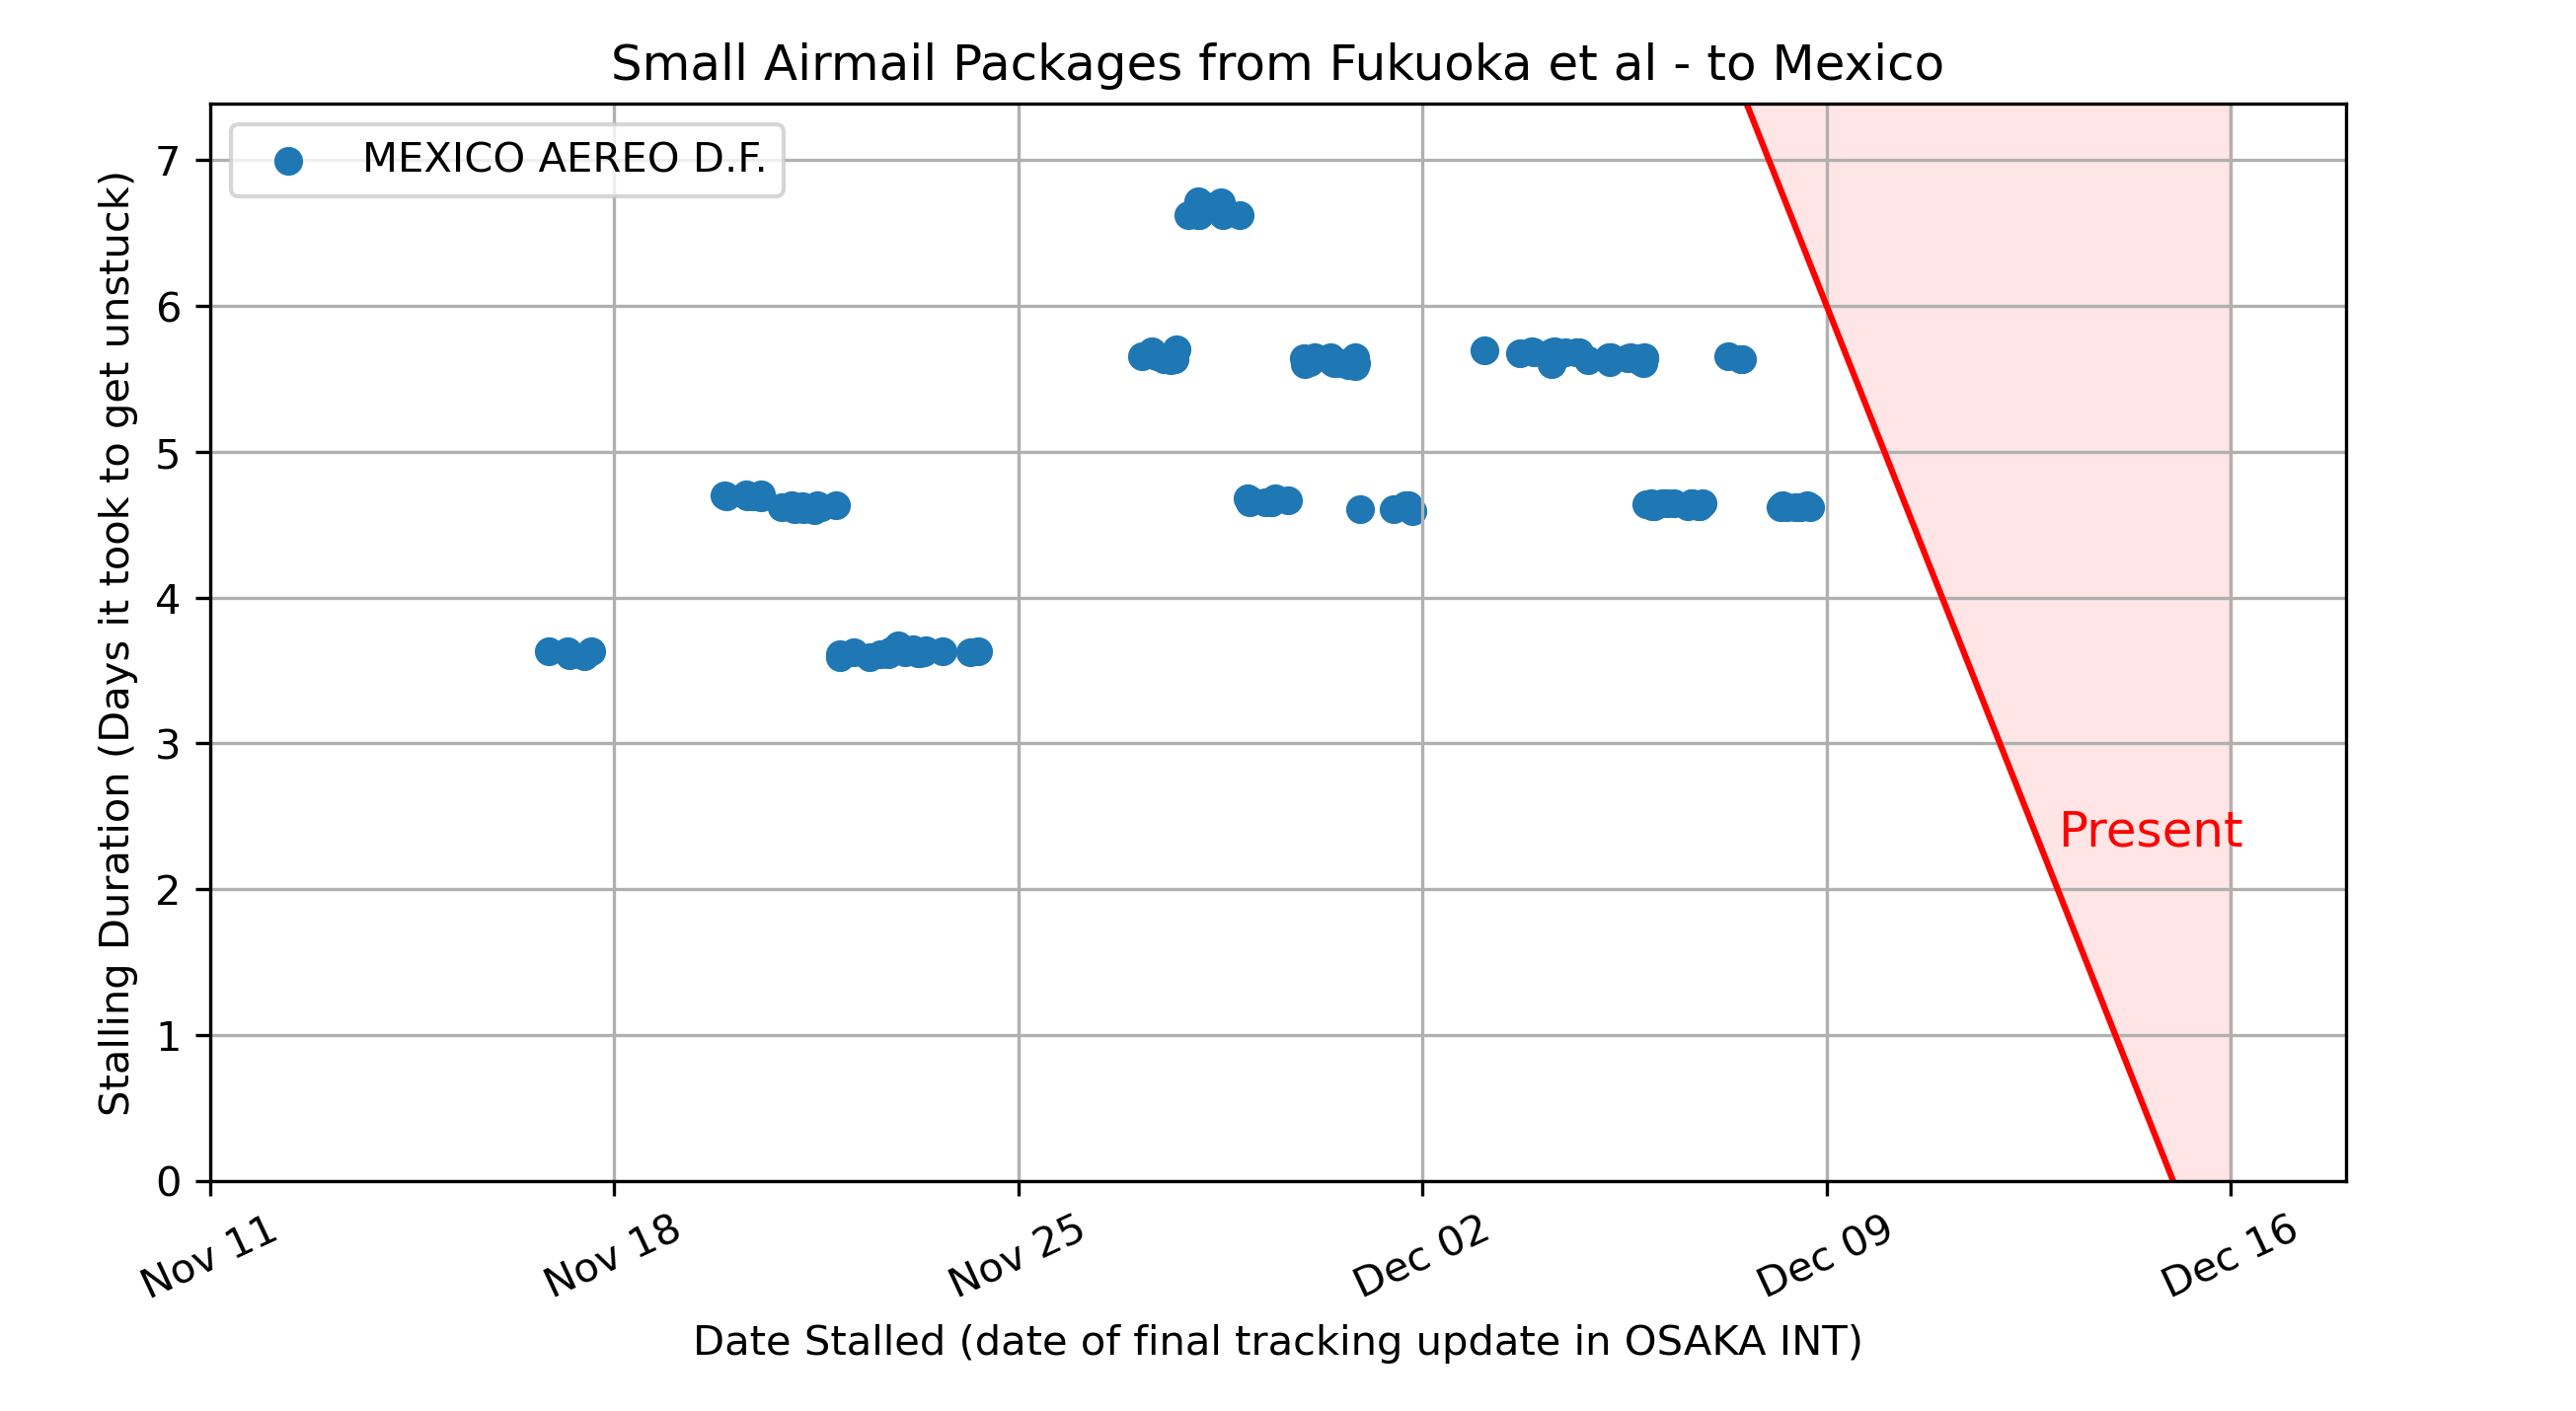 Small Airmail Packages from Fukuoka et al - to Mexico
MEXICO AEREO D.F.
Stalling Duration (Days it took to get unstuck)
7
6
5
4
3
2
1
0
Present
Nov 11
Nov 18
Nov 25
Dec 02
Dec 09
Dec 16
Date Stalled (date of final tracking update in OSAKA INT)